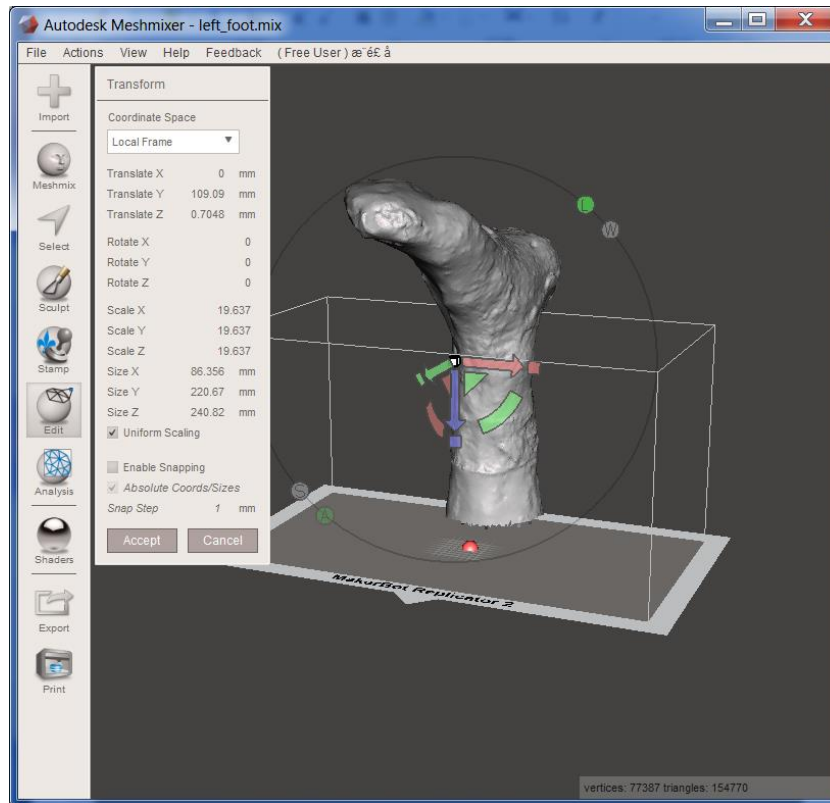 Autodesk Meshmixer - left_foot.mix
File Actions View Help Feedback ( Free User ) æ¨é£ å
Import
Meshmix
Select
Sculpt
Stamp
Edit
Analysis
Shaders
Export
Print
Transform
Coordinate Space
Local Frame
Translate X 0 mm
Translate Y 109.09 mm
Translate Z 0.7048 mm
Rotate X 0
Rotate Y 0
Rotate Z 0
Scale X 19.637
Scale Y 19.637
Scale Z 19.637
Size X 86.356 mm
Size Y 220.67 mm
Size Z 240.82 mm
Uniform Scaling
Enable Snapping
Absolute Coords/Sizes
Snap Step 1 mm
Accept Cancel
L
W
S
A
MakerBot Replicator 2
vertices: 77387 triangles: 154770